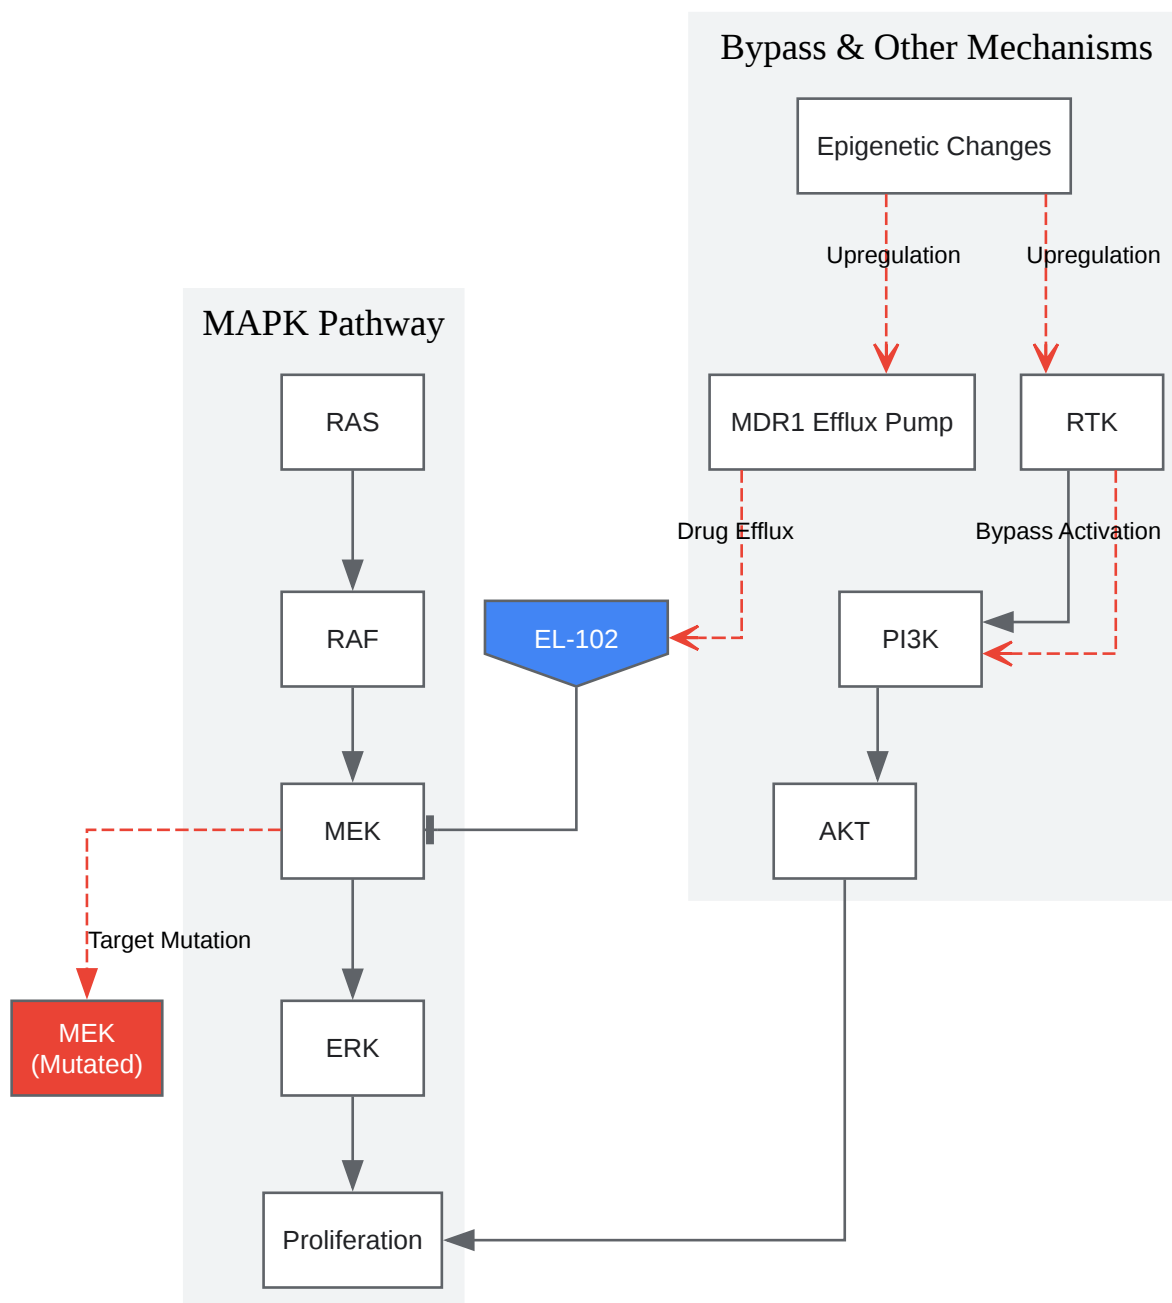 Bypass & Other Mechanisms
Epigenetic Changes
Upregulation
Upregulation
MAPK Pathway
RAS
MDR1 Efflux Pump
RTK
Drug Efflux
Bypass Activation
RAF
EL-102
PI3K
MEK
AKT
Target Mutation
MEK
(Mutated)
ERK
Proliferation